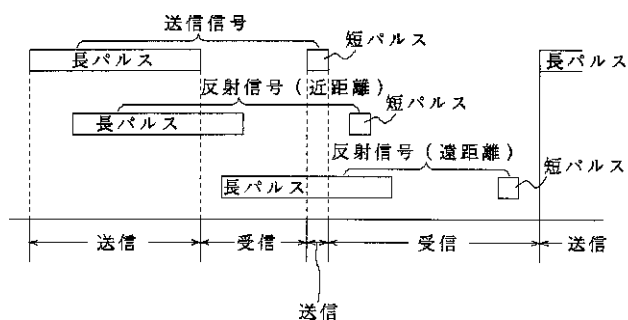 送信信号
長パルス
短パルス
長パルス
反射信号(近距離)
長パルス
短パルス
反射信号(遠距離)
長パルス
短パルス
送信
受信
受信
送信
送信